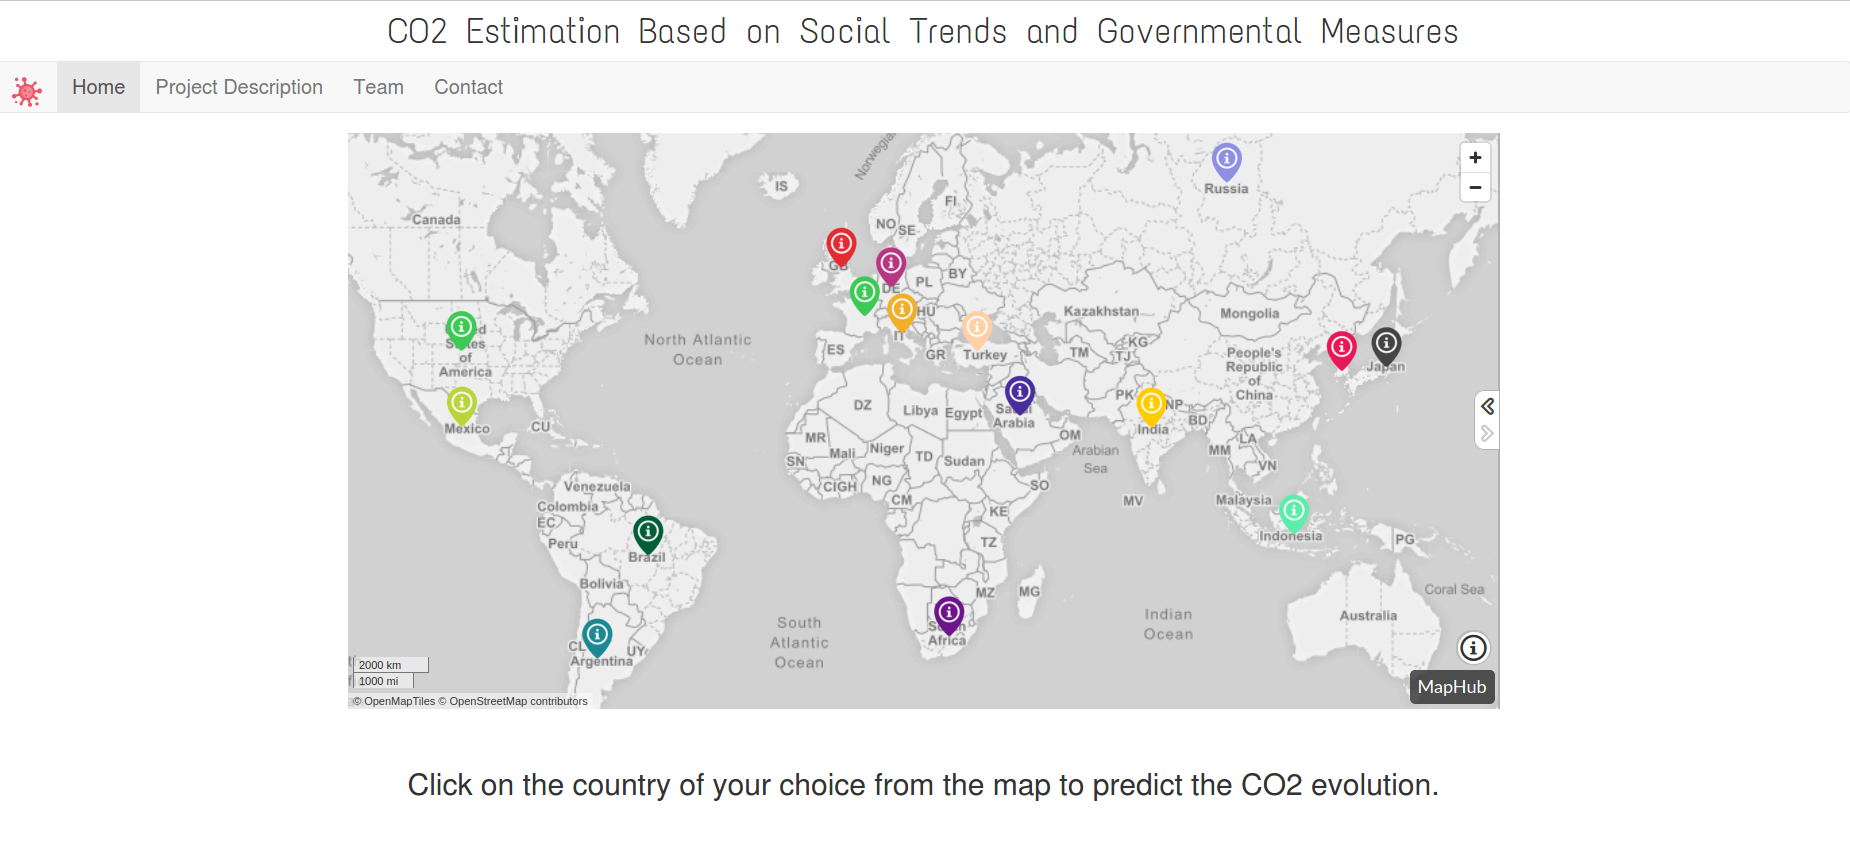 CO2 Estimation Based on Social Trends and Governmental Measures
Home Project Description Team Contact
Norwegian
IS
Russia
Canada
FI
NO
SE
GB
BY
PL
DE
HU
Kazakhstan
Mongolia
United
States
of
America
North Atlantic
Ocean
ES
IT
GR
Turkey
TM
KG
TJ
People's
Republic
of
China
Japan
Mexico
CU
DZ
Libya
Egypt
Saudi
Arabia
PK
NP
India
BD
OM
Arabian
Sea
MR
Mali
Niger
TD
Sudan
SN
CI
GH
NG
CM
SO
KE
MV
MM
LA
VN
Venezuela
Colombia
EC
Peru
Brazil
Bolivia
Malaysia
Indonesia
PG
TZ
MZ
MG
South
Africa
CL
UY
Argentina
South
Atlantic
Ocean
Indian
Ocean
Australia
Coral Sea
2000 km
1000 mi
© OpenMapTiles © OpenStreetMap contributors
MapHub
Click on the country of your choice from the map to predict the CO2 evolution.